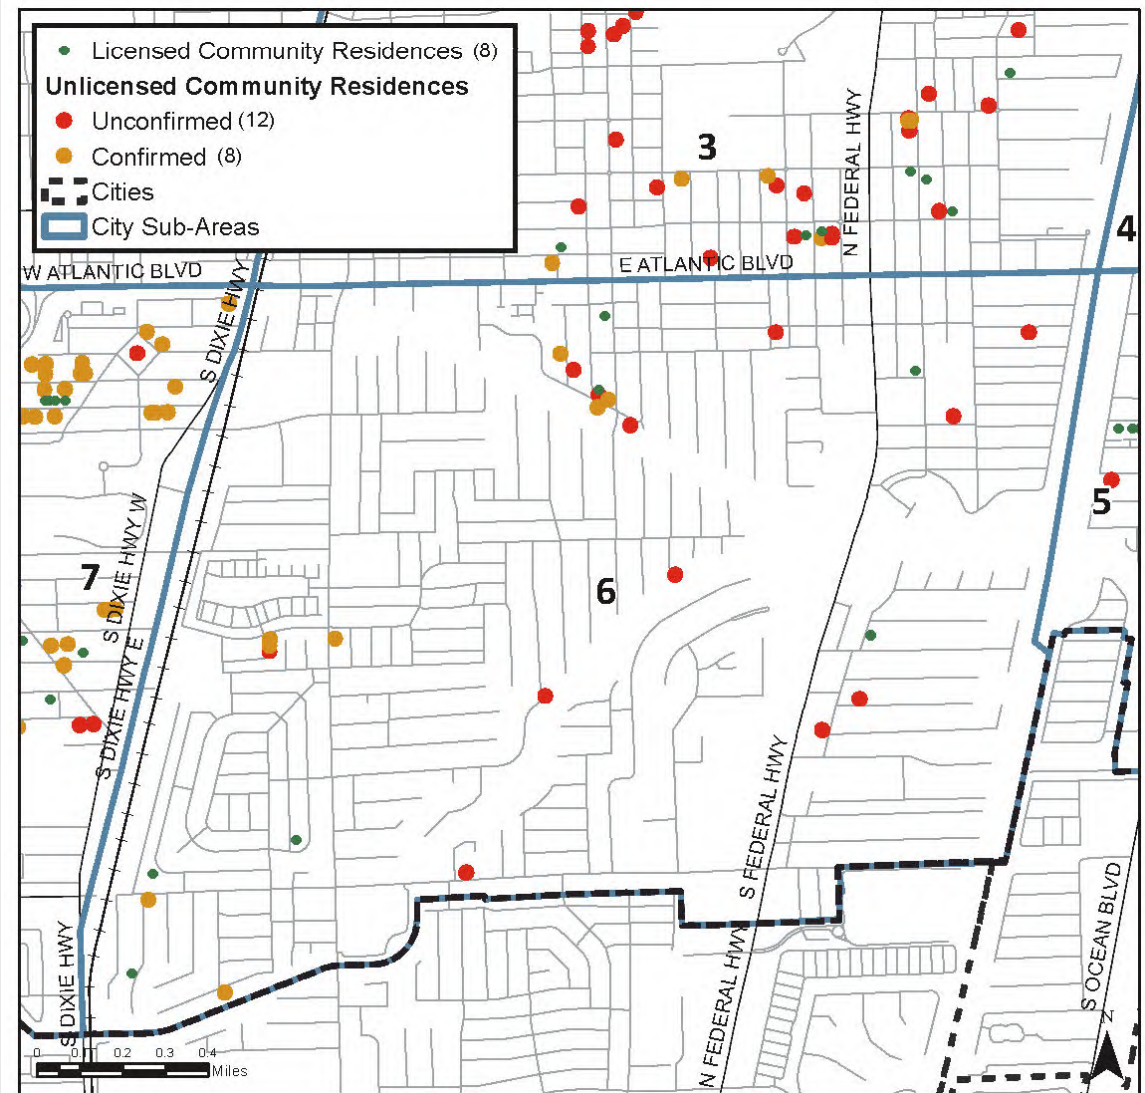 Licensed Community Residences (8)
Unlicensed Community Residences
Unconfirmed (12)
Confirmed (8)
Cities
City Sub-Areas
3
N FEDERAL HWY
4
W ATLANTIC BLVD
E ATLANTIC BLVD
S DIXIE HWY
5
7
S DIXIE HWY W
6
S DIXIE HWY E
S FEDERAL HWY
S OCEAN BLVD
S DIXIE HWY
N FEDERAL HWY
N
0 0.1 0.2 0.3 0.4
Miles